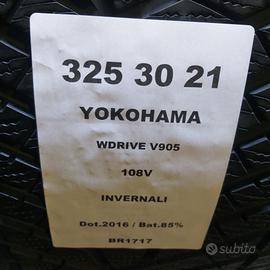 325 30 21
YOKOHAMA
WDRIVE V905
108V
INVERNALI
Dot.2016 / Bat.85%
BR1717
subito